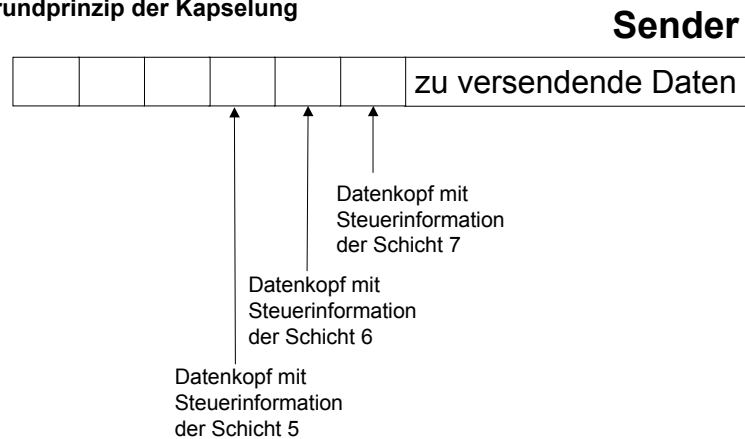 rundprinzip der Kapselung
Sender
zu versendende Daten
Datenkopf mit
Steuerinformation
der Schicht 7
Datenkopf mit
Steuerinformation
der Schicht 6
Datenkopf mit
Steuerinformation
der Schicht 5